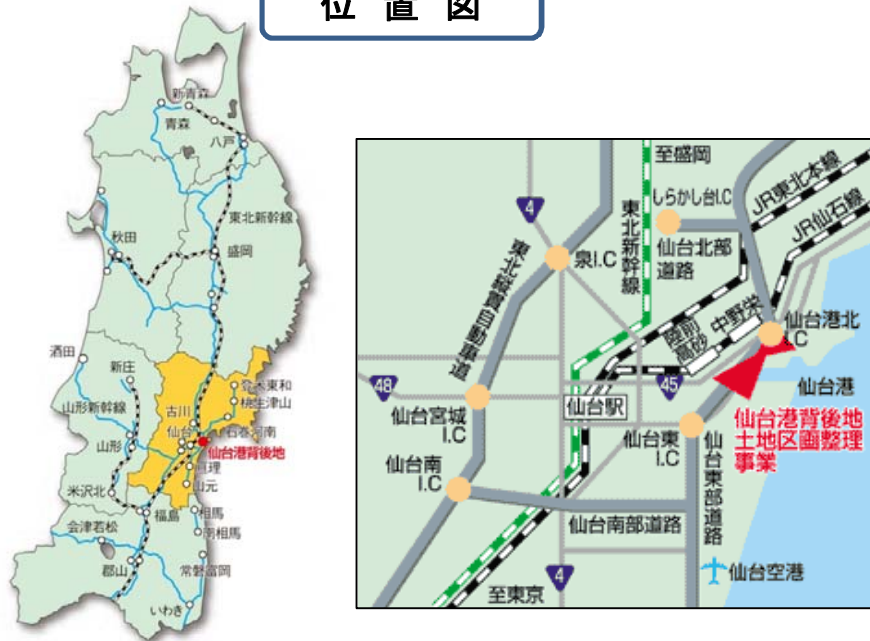 位置図
新青森
青森
八戸
東北新幹線
秋田
盛岡
酒田
新庄
山形新幹線
古川
登米東和
桃生津山
石巻河南
仙台
仙台港背後地
山形
亘理
山元
米沢北
福島
相馬
南相馬
会津若松
郡山
常磐富岡
いわき
至盛岡
しらかし台I.C
JR東北本線
JR仙石線
4
東北新幹線
仙台北部
道路
泉I.C
東北縦貫自動車道
陸前
高砂
中野栄
仙台港北
I.C
48
45
仙台港
仙台宮城
I.C
仙台駅
仙台東
I.C
仙台港背後地
土地区画整理
事業
仙台南
I.C
仙台東部道路
仙台南部道路
4
仙台空港
至東京